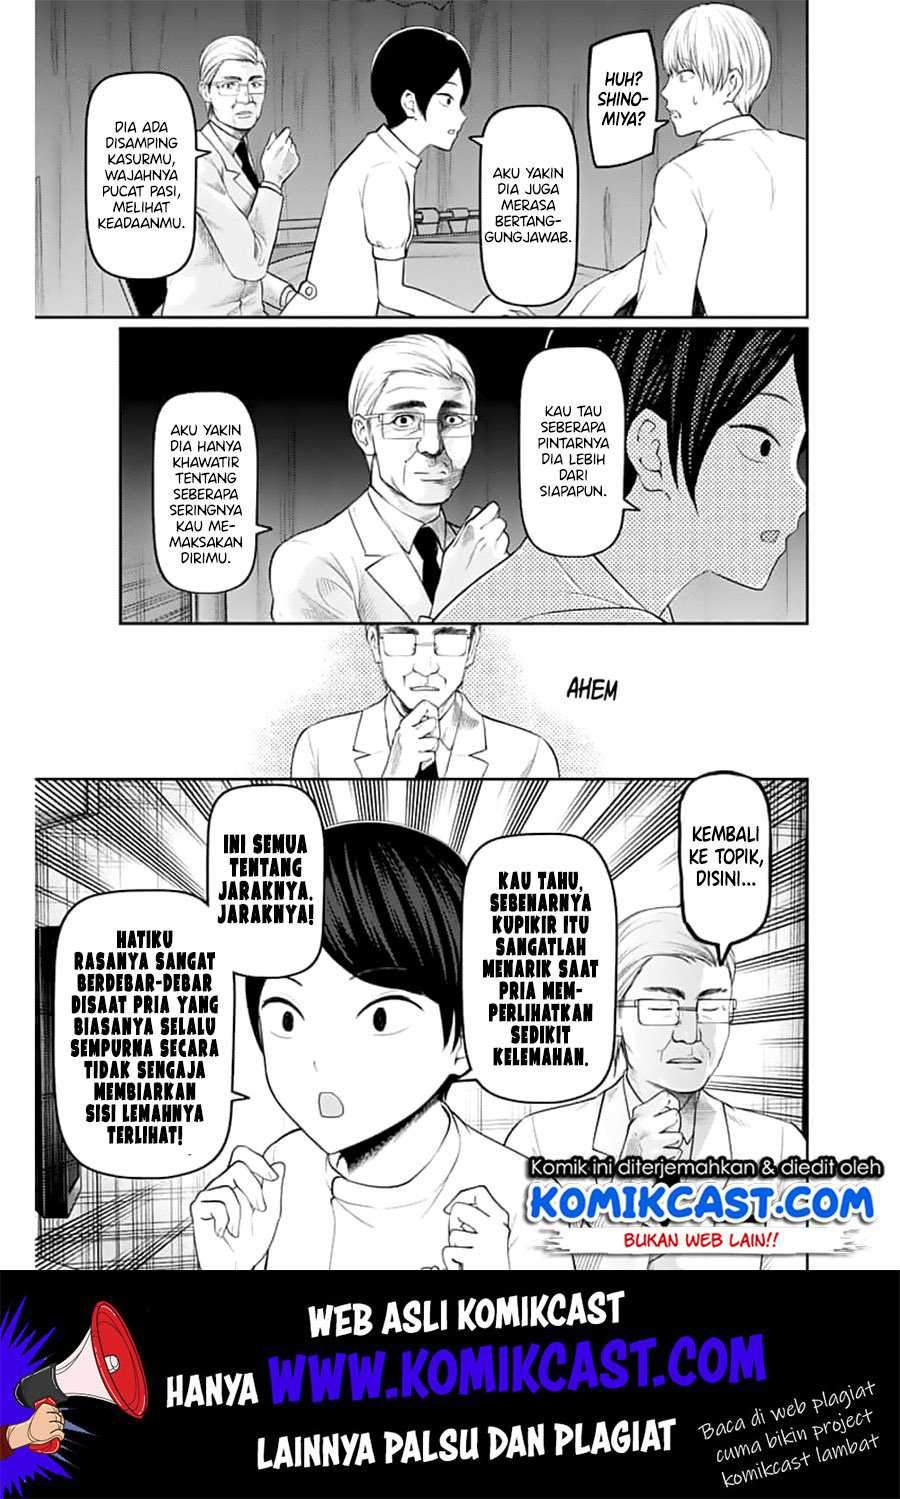 HUH?
SHINO-
MIYA?
AKU YAKIN
DIA JUGA
MERASA
BERTANG-
GUNGJAWAB.
DIA ADA
DISAMPING
KASURMU,
WAJAHNYA
PUCAT PASI,
MELIHAT
KEADAANMU.
KAU TAU
SEBERAPA
PINTARNYA
DIA LEBIH
DARI
SIAPAPUN.
AKU YAKIN
DIA HANYA
KHAWATIR
TENTANG
SEBERAPA
SERINGNYA
KAU ME-
MAKSAKAN
DIRIMU.
AHEM
KEMBALI
KE TOPIK,
DISINI...
KAU TAHU,
SEBENARNYA
KUPIKIR ITU
SANGATLAH
MENARIK SAAT
PRIA MEM-
PERLIHATKAN
SEDIKIT
KELEMAHAN.
INI SEMUA
TENTANG
JARAKNYA.
JARAKNYA!
HATIKU
RASANYA SANGAT
BERDEBAR-DEBAR
DISAAT PRIA YANG
BIASANYA SELALU
SEMPURNA SECARA
TIDAK SENGAJA
MEMBIARKAN
SISI LEMAHNYA
TERLIHAT!
Komik ini diterjemahkan & diedit oleh
KOMIKCAST.COM
BUKAN WEB LAIN!!
WEB ASLI KOMIKCAST
HANYA WWW.KOMIKCAST.COM
LAINNYA PALSU DAN PLAGIAT
Baca di web plagiat
cuma bikin project
komikcast lambat